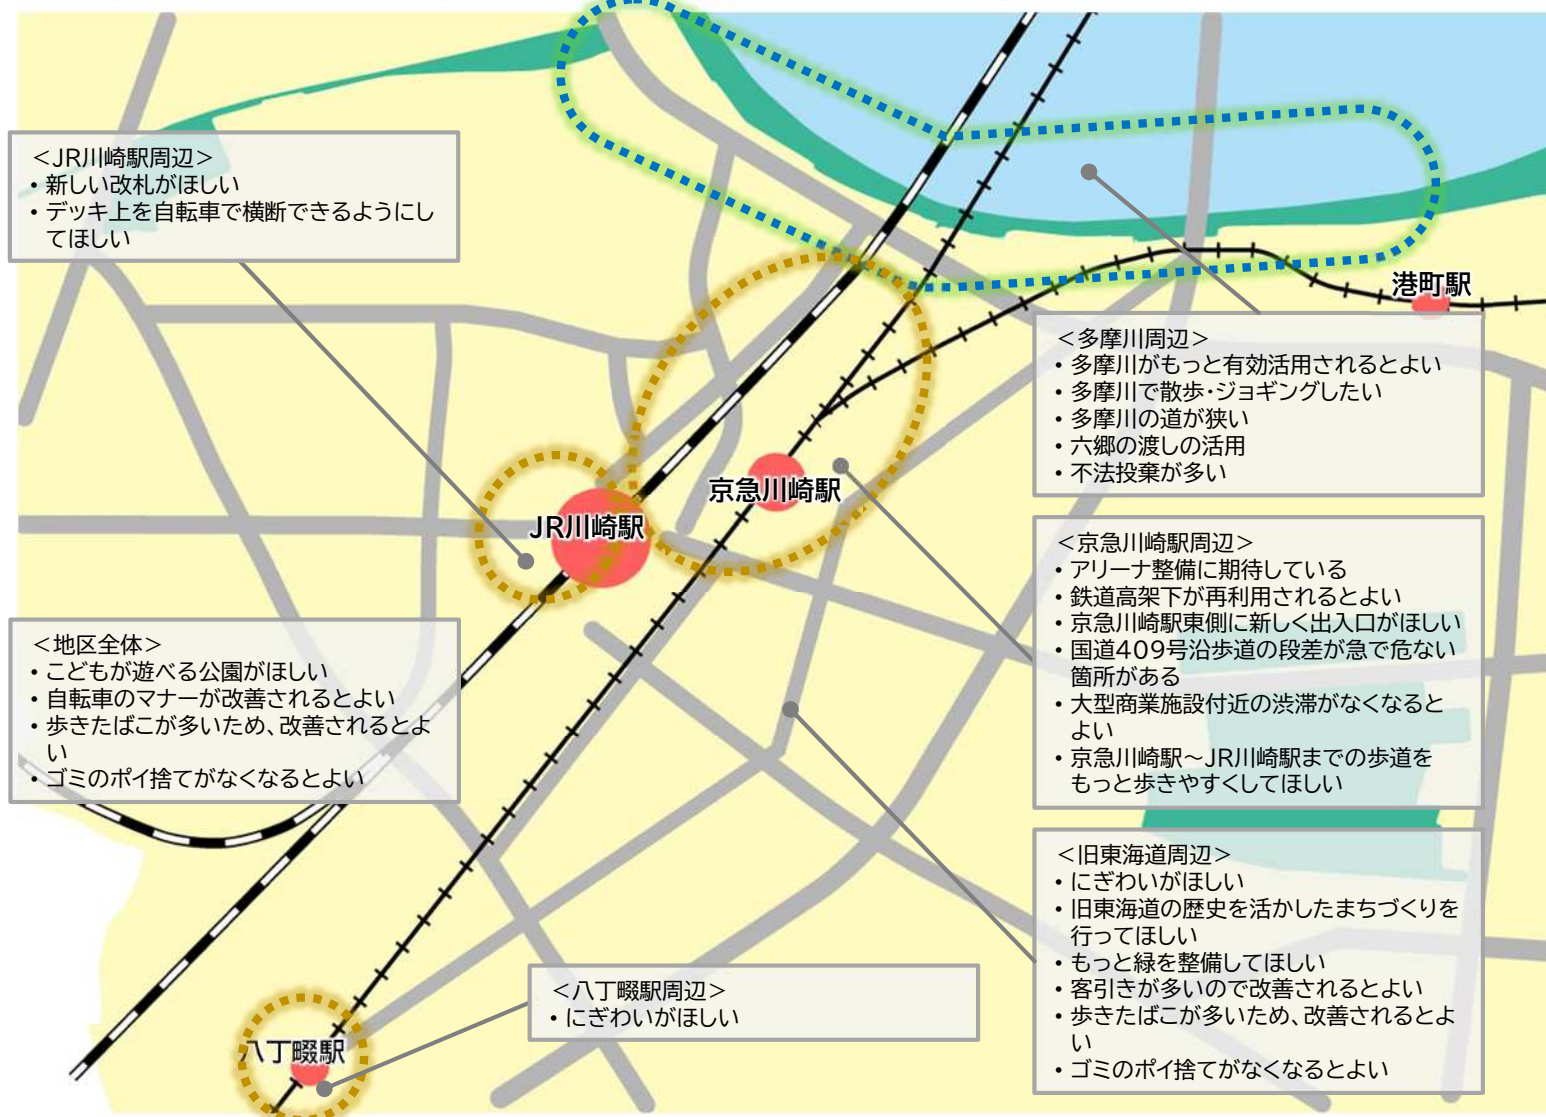 ＜JR川崎駅周辺＞
・新しい改札がほしい
・デッキ上を自転車で横断できるようにし
てほしい
港町駅
＜多摩川周辺＞
・多摩川がもっと有効活用されるとよい
・多摩川で散歩・ジョギングしたい
・多摩川の道が狭い
・六郷の渡しの活用
・不法投棄が多い
京急川崎駅
JR川崎駅
＜京急川崎駅周辺＞
・アリーナ整備に期待している
・鉄道高架下が再利用されるとよい
・京急川崎駅東側に新しく出入口がほしい
・国道409号沿歩道の段差が急で危ない
箇所がある
・大型商業施設付近の渋滞がなくなると
よい
・京急川崎駅～JR川崎駅までの歩道を
もっと歩きやすくしてほしい
＜地区全体＞
・こどもが遊べる公園がほしい
・自転車のマナーが改善されるとよい
・歩きたばこが多いため、改善されるとよ
い
・ゴミのポイ捨てがなくなるとよい
＜旧東海道周辺＞
・にぎわいがほしい
・旧東海道の歴史を活かしたまちづくりを
行ってほしい
・もっと緑を整備してほしい
・客引きが多いので改善されるとよい
・歩きたばこが多いため、改善されるとよ
い
・ゴミのポイ捨てがなくなるとよい
＜八丁畷駅周辺＞
・にぎわいがほしい
八丁畷駅